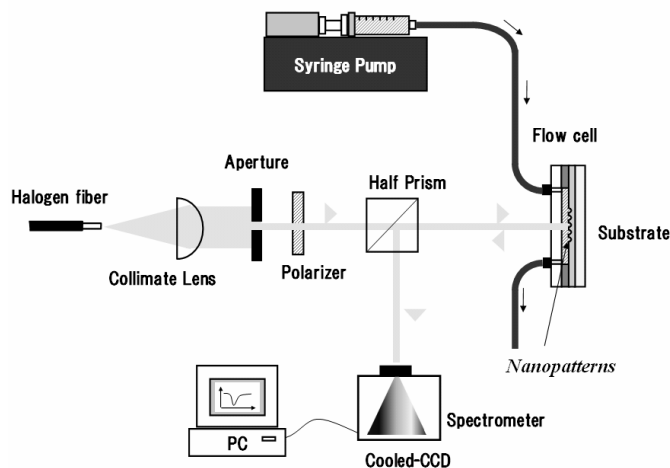 Syringe Pump
Flow cell
Aperture
Half Prism
Halogen fiber
Substrate
Collimate Lens
Polarizer
Nanopatterns
Spectrometer
PC
Cooled-CCD